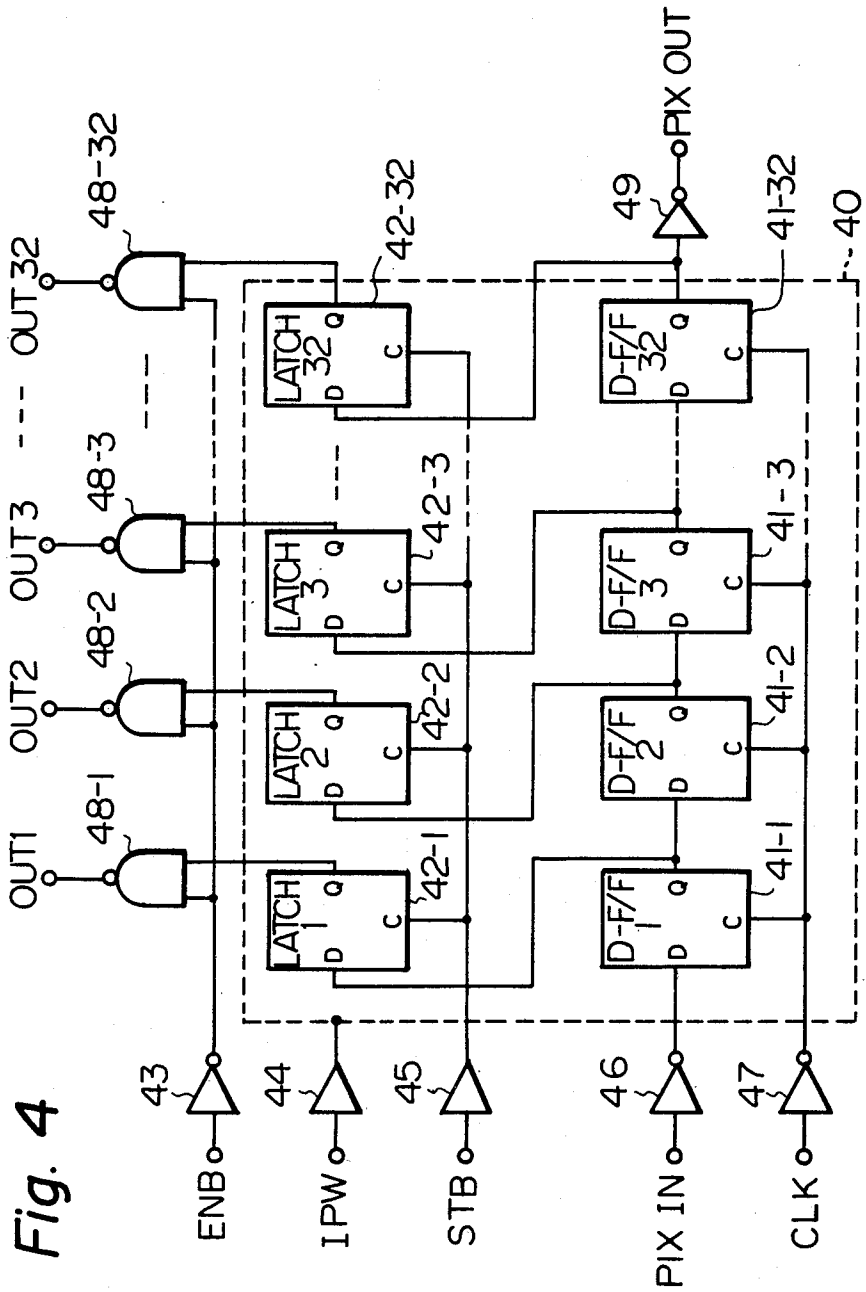 Fig. 4
OUT1 OUT2 OUT3 OUT 32
48-1 48-2 48-3 48-32
ENB 43
IPW 44
LATCH 1 D Q C 42-1
LATCH 2 D Q C 42-2
LATCH 3 D Q C 42-3
LATCH 32 D Q C 42-32
STB 45
PIX IN 46
D-F/F 1 D Q C 41-1
D-F/F 2 D Q C 41-2
D-F/F 3 D Q C 41-3
D-F/F 32 D Q C 41-32
49 PIX OUT
CLK 47
40